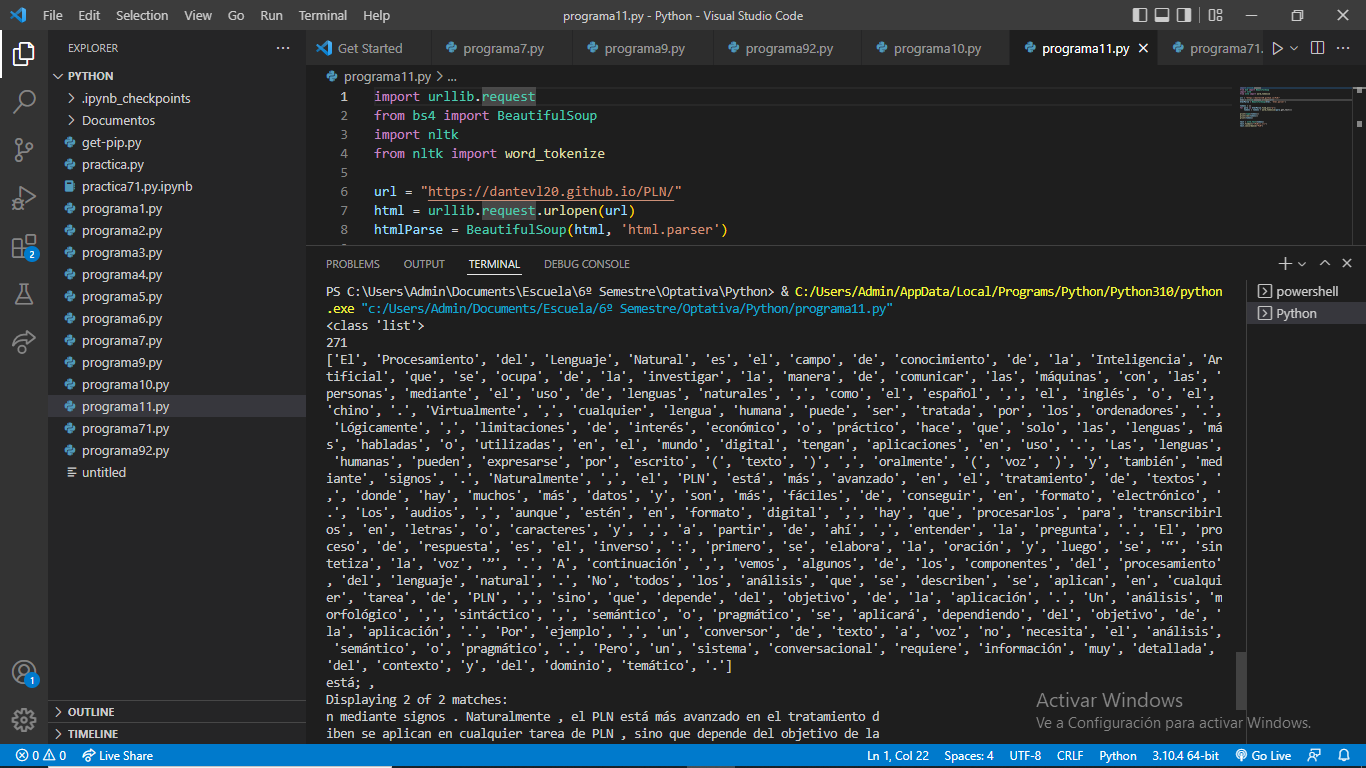 File Edit Selection View Go Run Terminal Help
programa11.py - Python - Visual Studio Code
EXPLORER
PYTHON
.ipynb_checkpoints
Documentos
get-pip.py
practica.py
practica71.py.ipynb
programa1.py
programa2.py
programa3.py
programa4.py
programa5.py
programa6.py
programa7.py
programa9.py
programa10.py
programa11.py
programa71.py
programa92.py
untitled
OUTLINE
TIMELINE
2
1
Get Started programa7.py programa9.py programa92.py programa10.py programa11.py programa71.
programa11.py > ...
1 import urllib.request
2 from bs4 import BeautifulSoup
3 import nltk
4 from nltk import word_tokenize
5
6 url = "https://dantevl20.github.io/PLN/"
7 html = urllib.request.urlopen(url)
8 htmlParse = BeautifulSoup(html, 'html.parser')
PROBLEMS OUTPUT TERMINAL DEBUG CONSOLE
PS C:\Users\Admin\Documents\Escuela\6º Semestre\Optativa\Python> & C:/Users/Admin/AppData/Local/Programs/Python/Python310/python
.exe "c:/Users/Admin/Documents/Escuela/6º Semestre/Optativa/Python/programa11.py"
<class 'list'>
271
['El', 'Procesamiento', 'del', 'Lenguaje', 'Natural', 'es', 'el', 'campo', 'de', 'conocimiento', 'de', 'la', 'Inteligencia', 'Ar
tificial', 'que', 'se', 'ocupa', 'de', 'la', 'investigar', 'la', 'manera', 'de', 'comunicar', 'las', 'máquinas', 'con', 'las', '
personas', 'mediante', 'el', 'uso', 'de', 'lenguas', 'naturales', ',', 'como', 'el', 'español', ',', 'el', 'inglés', 'o', 'el',
'chino', '.', 'Virtualmente', ',', 'cualquier', 'lengua', 'humana', 'puede', 'ser', 'tratada', 'por', 'los', 'ordenadores', '.',
'Lógicamente', ',', 'limitaciones', 'de', 'interés', 'económico', 'o', 'práctico', 'hace', 'que', 'solo', 'las', 'lenguas', 'má
s', 'habladas', 'o', 'utilizadas', 'en', 'el', 'mundo', 'digital', 'tengan', 'aplicaciones', 'en', 'uso', '.', 'Las', 'lenguas',
'humanas', 'pueden', 'expresarse', 'por', 'escrito', '(', 'texto', ')', ',', 'oralmente', '(', 'voz', ')', 'y', 'también', 'med
iante', 'signos', '.', 'Naturalmente', ',', 'el', 'PLN', 'está', 'más', 'avanzado', 'en', 'el', 'tratamiento', 'de', 'textos', '
,', 'donde', 'hay', 'muchos', 'más', 'datos', 'y', 'son', 'más', 'fáciles', 'de', 'conseguir', 'en', 'formato', 'electrónico', '
.', 'Los', 'audios', ',', 'aunque', 'estén', 'en', 'formato', 'digital', ',', 'hay', 'que', 'procesarlos', 'para', 'transcribirl
os', 'en', 'letras', 'o', 'caracteres', 'y', ',', 'a', 'partir', 'de', 'ahí', ',', 'entender', 'la', 'pregunta', '.', 'El', 'pro
ceso', 'de', 'respuesta', 'es', 'el', 'inverso', ':', 'primero', 'se', 'elabora', 'la', 'oración', 'y', 'luego', 'se', '“', 'sin
tetiza', 'la', 'voz', '”', '.', 'A', 'continuación', ',', 'vemos', 'algunos', 'de', 'los', 'componentes', 'del', 'procesamiento'
, 'del', 'lenguaje', 'natural', '.', 'No', 'todos', 'los', 'análisis', 'que', 'se', 'describen', 'se', 'aplican', 'en', 'cualqui
er', 'tarea', 'de', 'PLN', ',', 'sino', 'que', 'depende', 'del', 'objetivo', 'de', 'la', 'aplicación', '.', 'Un', 'análisis', 'm
orfológico', ',', 'sintáctico', ',', 'semántico', 'o', 'pragmático', 'se', 'aplicará', 'dependiendo', 'del', 'objetivo', 'de', '
la', 'aplicación', '.', 'Por', 'ejemplo', ',', 'un', 'conversor', 'de', 'texto', 'a', 'voz', 'no', 'necesita', 'el', 'análisis',
'semántico', 'o', 'pragmático', '.', 'Pero', 'un', 'sistema', 'conversacional', 'requiere', 'información', 'muy', 'detallada',
'del', 'contexto', 'y', 'del', 'dominio', 'temático', '.']
está; ,
Displaying 2 of 2 matches:
n mediante signos . Naturalmente , el PLN está más avanzado en el tratamiento d
iben se aplican en cualquier tarea de PLN , sino que depende del objetivo de la
powershell
Python
Activar Windows
Ve a Configuración para activar Windows.
0 0 Live Share
Ln 1, Col 22 Spaces: 4 UTF-8 CRLF Python 3.10.4 64-bit Go Live